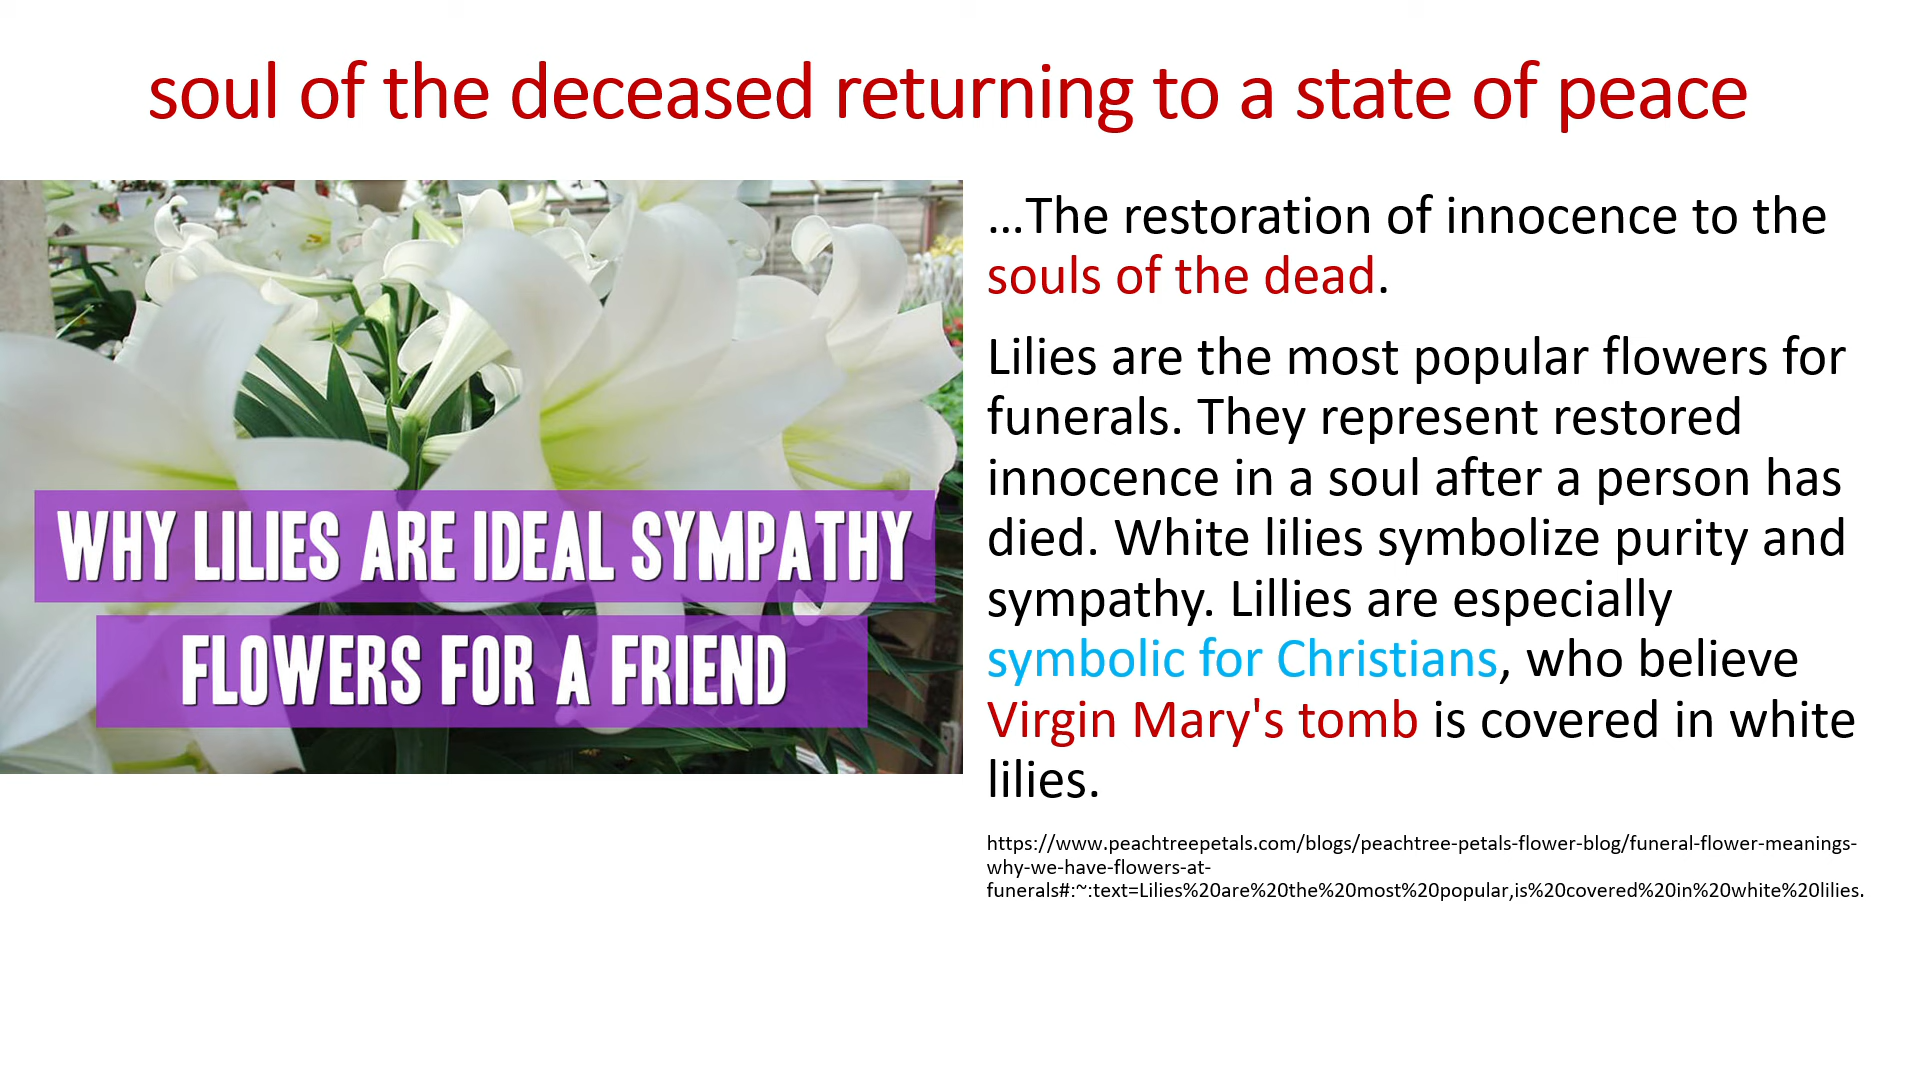 soul of the deceased returning to a state of peace
WHY LILIES ARE IDEAL SYMPATHY
FLOWERS FOR A FRIEND
…The restoration of innocence to the
souls of the dead.
Lilies are the most popular flowers for
funerals. They represent restored
innocence in a soul after a person has
died. White lilies symbolize purity and
sympathy. Lillies are especially
symbolic for Christians, who believe
Virgin Mary's tomb is covered in white
lilies.
https://www.peachtreepetals.com/blogs/peachtree-petals-flower-blog/funeral-flower-meanings-
why-we-have-flowers-at-
funerals#:~:text=Lilies%20are%20the%20most%20popular,is%20covered%20in%20white%20lilies.